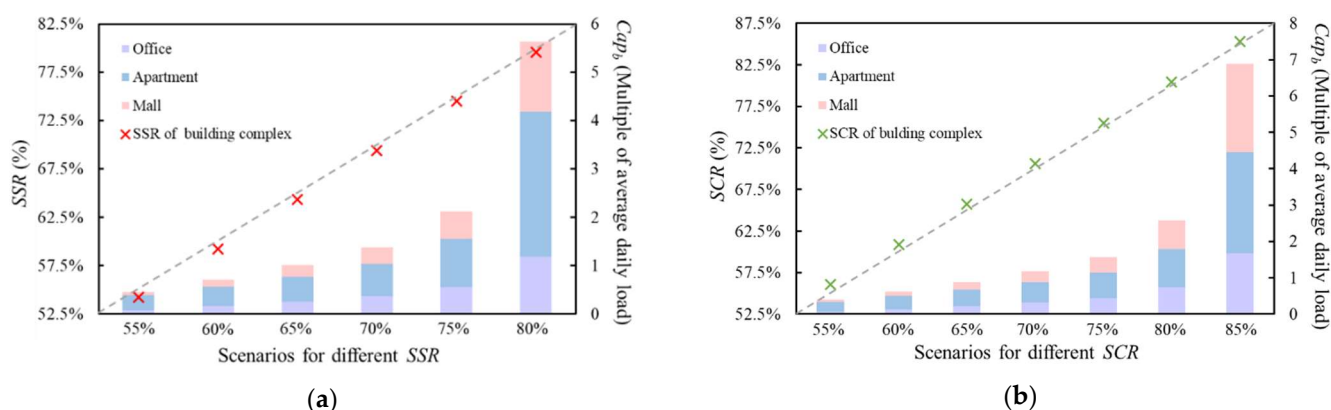 82.5%
77.5%
72.5%
67.5%
62.5%
57.5%
52.5%
SSR (%)
Office
Apartment
Mall
SSR of building complex
6
5
4
3
2
1
0
Cap_b (Multiple of average daily load)
55% 60% 65% 70% 75% 80%
Scenarios for different SSR
(a)
87.5%
82.5%
77.5%
72.5%
67.5%
62.5%
57.5%
52.5%
SCR (%)
Office
Apartment
Mall
SCR of bulding complex
8
7
6
5
4
3
2
1
0
Cap_b (Multiple of average daily load)
55% 60% 65% 70% 75% 80% 85%
Scenarios for different SCR
(b)